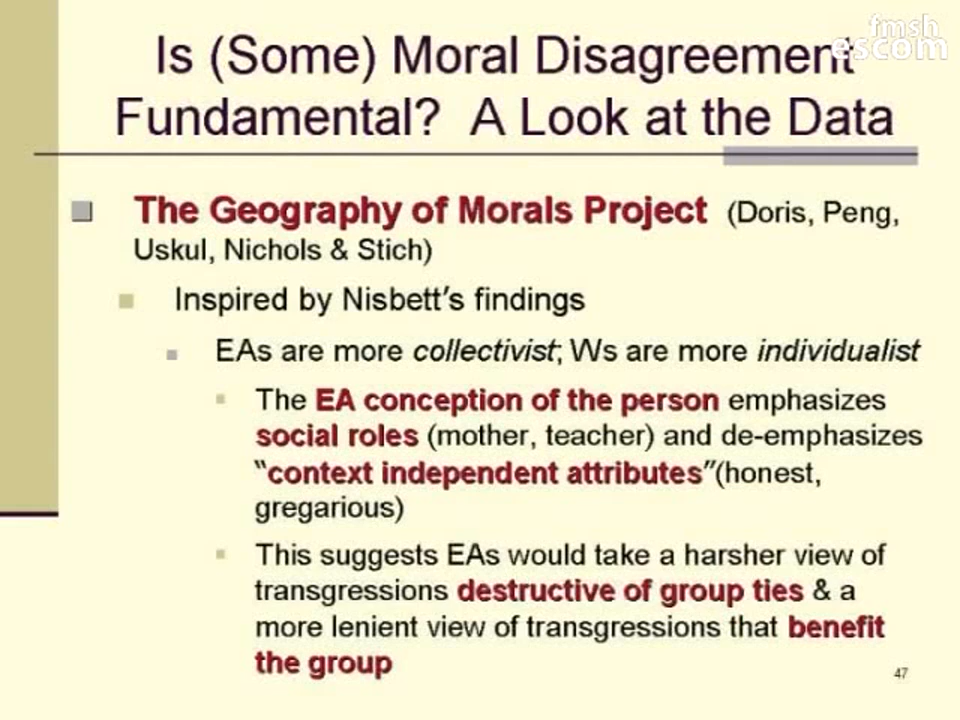 fmsh
escom
Is (Some) Moral Disagreement
Fundamental? A Look at the Data
The Geography of Morals Project (Doris, Peng,
Uskul, Nichols & Stich)
Inspired by Nisbett's findings
EAs are more collectivist; Ws are more individualist
The EA conception of the person emphasizes
social roles (mother, teacher) and de-emphasizes
"context independent attributes"(honest,
gregarious)
This suggests EAs would take a harsher view of
transgressions destructive of group ties & a
more lenient view of transgressions that benefit
the group
47